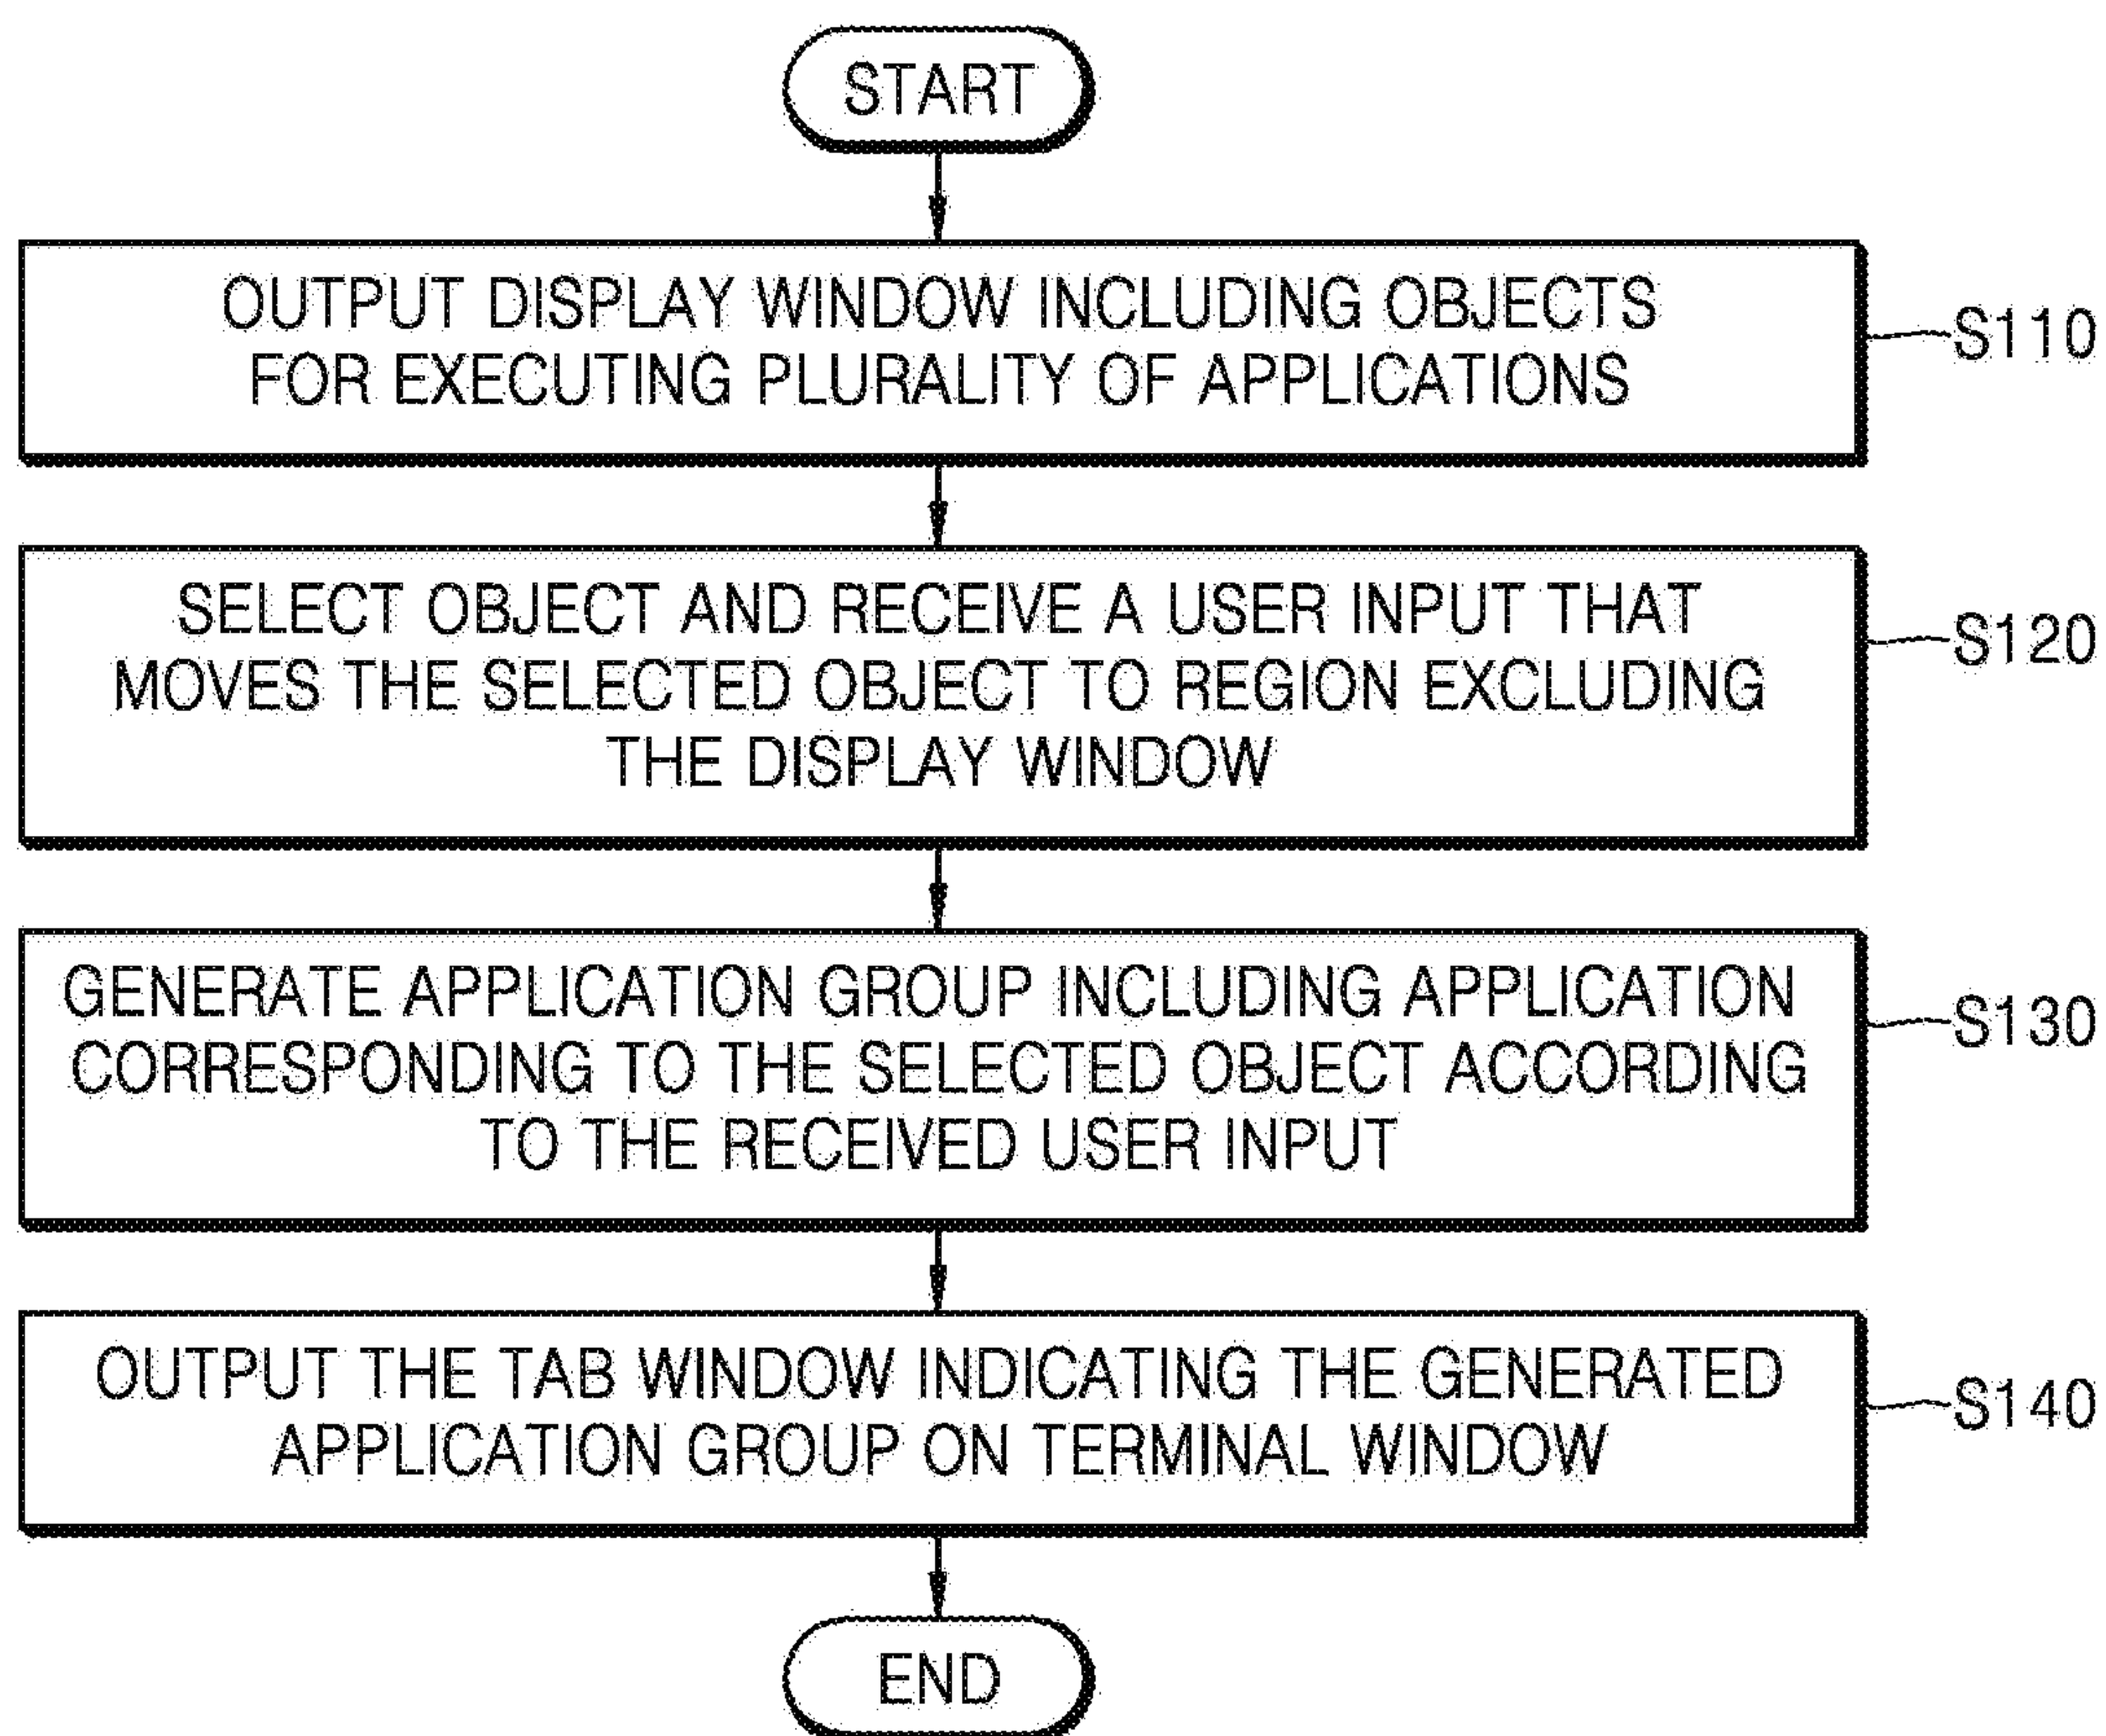 START
OUTPUT DISPLAY WINDOW INCLUDING OBJECTS
FOR EXECUTING PLURALITY OF APPLICATIONS
S110
SELECT OBJECT AND RECEIVE A USER INPUT THAT
MOVES THE SELECTED OBJECT TO REGION EXCLUDING
THE DISPLAY WINDOW
S120
GENERATE APPLICATION GROUP INCLUDING APPLICATION
CORRESPONDING TO THE SELECTED OBJECT ACCORDING
TO THE RECEIVED USER INPUT
S130
OUTPUT THE TAB WINDOW INDICATING THE GENERATED
APPLICATION GROUP ON TERMINAL WINDOW
S140
END